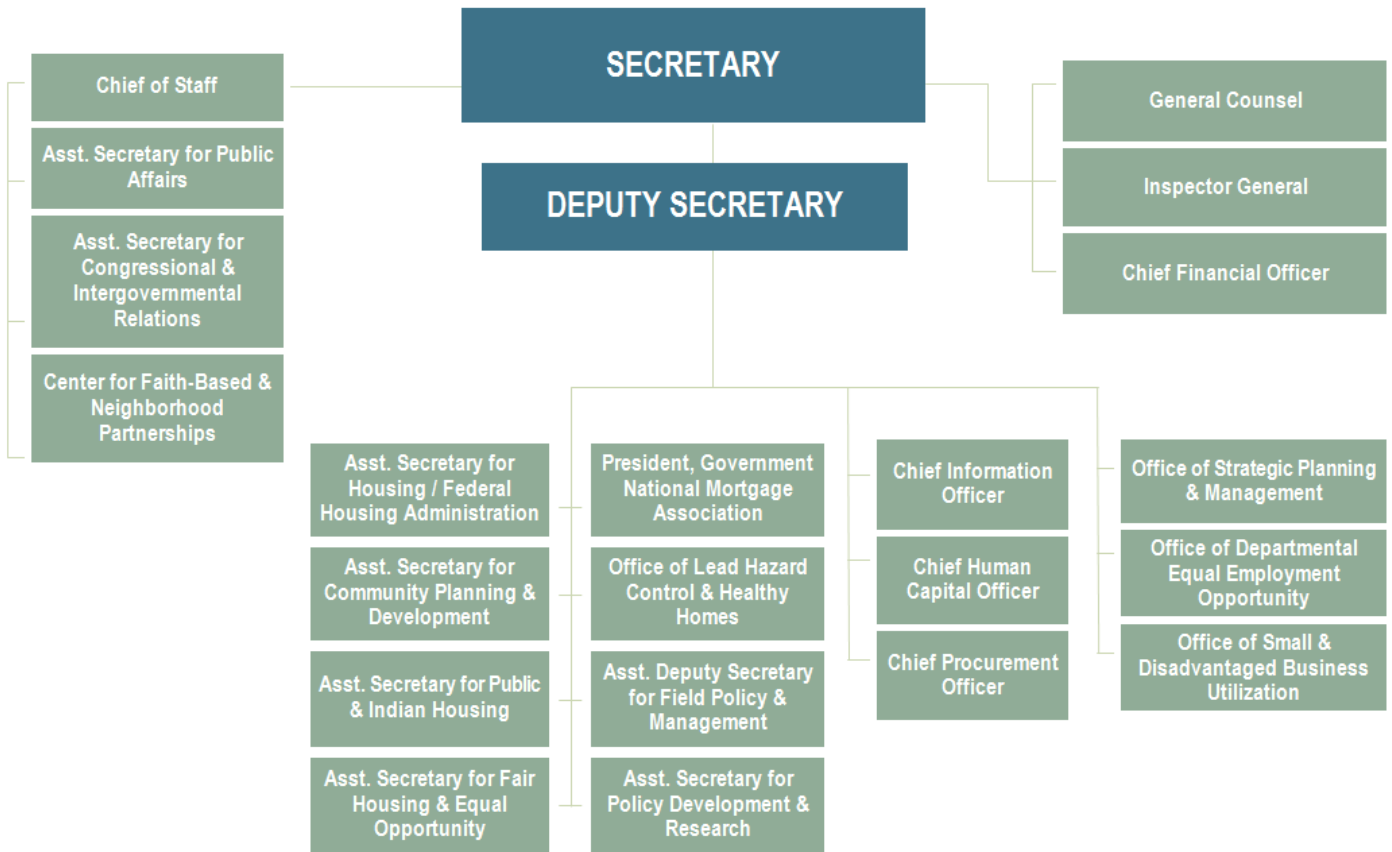 SECRETARY
DEPUTY SECRETARY
Chief of Staff
Asst. Secretary for Public
Affairs
Asst. Secretary for
Congressional &
Intergovernmental
Relations
Center for Faith-Based &
Neighborhood
Partnerships
General Counsel
Inspector General
Chief Financial Officer
Asst. Secretary for
Housing / Federal
Housing Administration
Asst. Secretary for
Community Planning &
Development
Asst. Secretary for Public
& Indian Housing
Asst. Secretary for Fair
Housing & Equal
Opportunity
President, Government
National Mortgage
Association
Office of Lead Hazard
Control & Healthy
Homes
Asst. Deputy Secretary
for Field Policy &
Management
Asst. Secretary for
Policy Development &
Research
Chief Information
Officer
Chief Human
Capital Officer
Chief Procurement
Officer
Office of Strategic Planning
& Management
Office of Departmental
Equal Employment
Opportunity
Office of Small &
Disadvantaged Business
Utilization